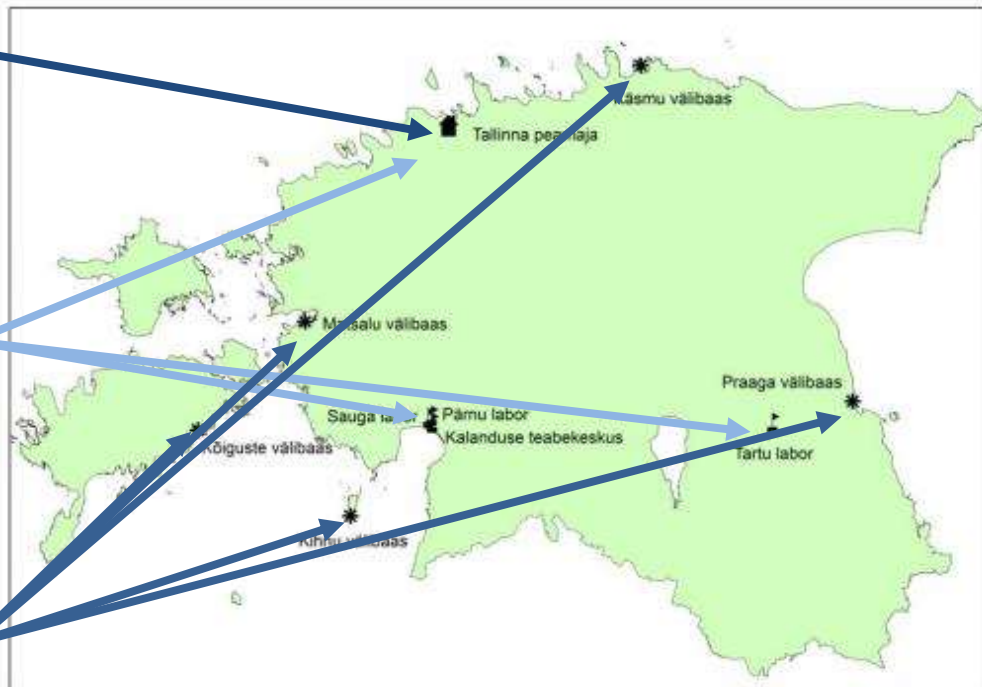 Käsmu välibaas
Tallinna peamaja
Matsalu välibaas
Praaga välibaas
Sauga labor
Pärnu labor
Kalanduse teabekeskus
Kõiguste välibaas
Tartu labor
Kihnu välibaas